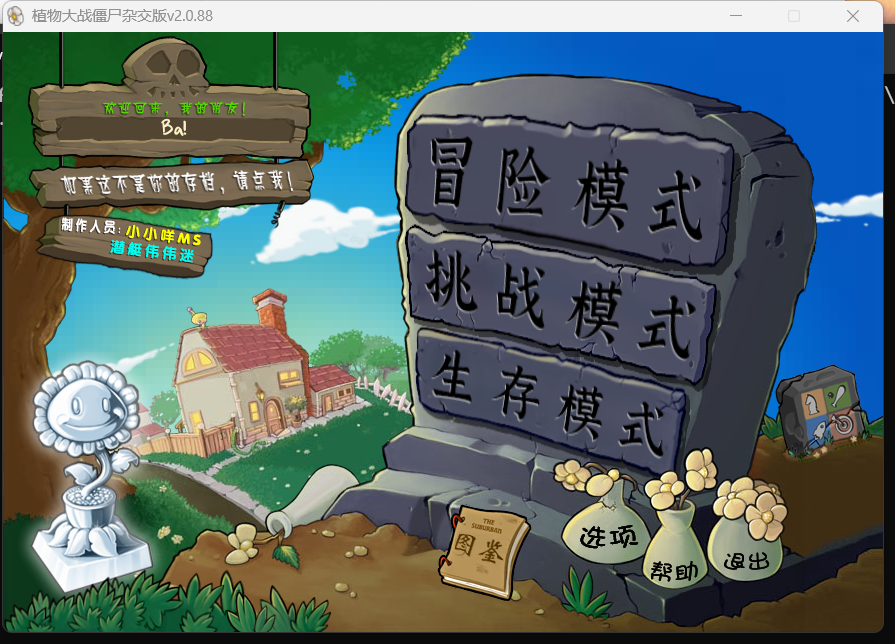 植物大战僵尸杂交版v2.0.88
欢迎回来，我的朋友！
Ba!
如果这不是你的存档，请点我！
制作人员：小小咩MS
潜艇伟伟迷
冒险模式
挑战模式
生存模式
THE
SUBURBAN
图鉴
选项
帮助
退出